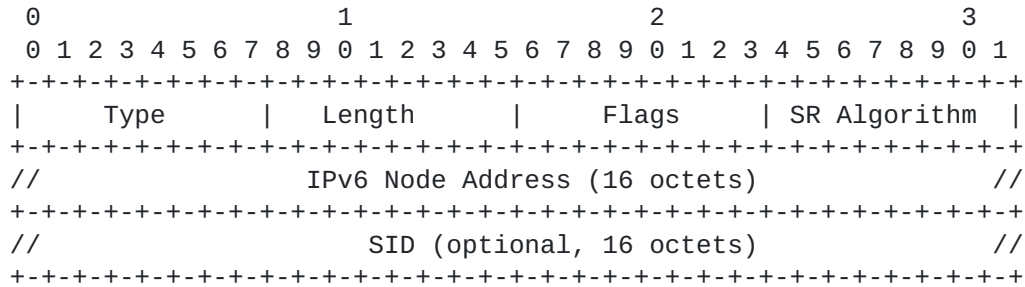 0                   1                   2                   3
 0 1 2 3 4 5 6 7 8 9 0 1 2 3 4 5 6 7 8 9 0 1 2 3 4 5 6 7 8 9 0 1
+-+-+-+-+-+-+-+-+-+-+-+-+-+-+-+-+-+-+-+-+-+-+-+-+-+-+-+-+-+-+-+-+
|     Type      |   Length      |     Flags     | SR Algorithm  |
+-+-+-+-+-+-+-+-+-+-+-+-+-+-+-+-+-+-+-+-+-+-+-+-+-+-+-+-+-+-+-+-+
//                 IPv6 Node Address (16 octets)               //
+-+-+-+-+-+-+-+-+-+-+-+-+-+-+-+-+-+-+-+-+-+-+-+-+-+-+-+-+-+-+-+-+
//                     SID (optional, 16 octets)               //
+-+-+-+-+-+-+-+-+-+-+-+-+-+-+-+-+-+-+-+-+-+-+-+-+-+-+-+-+-+-+-+-+